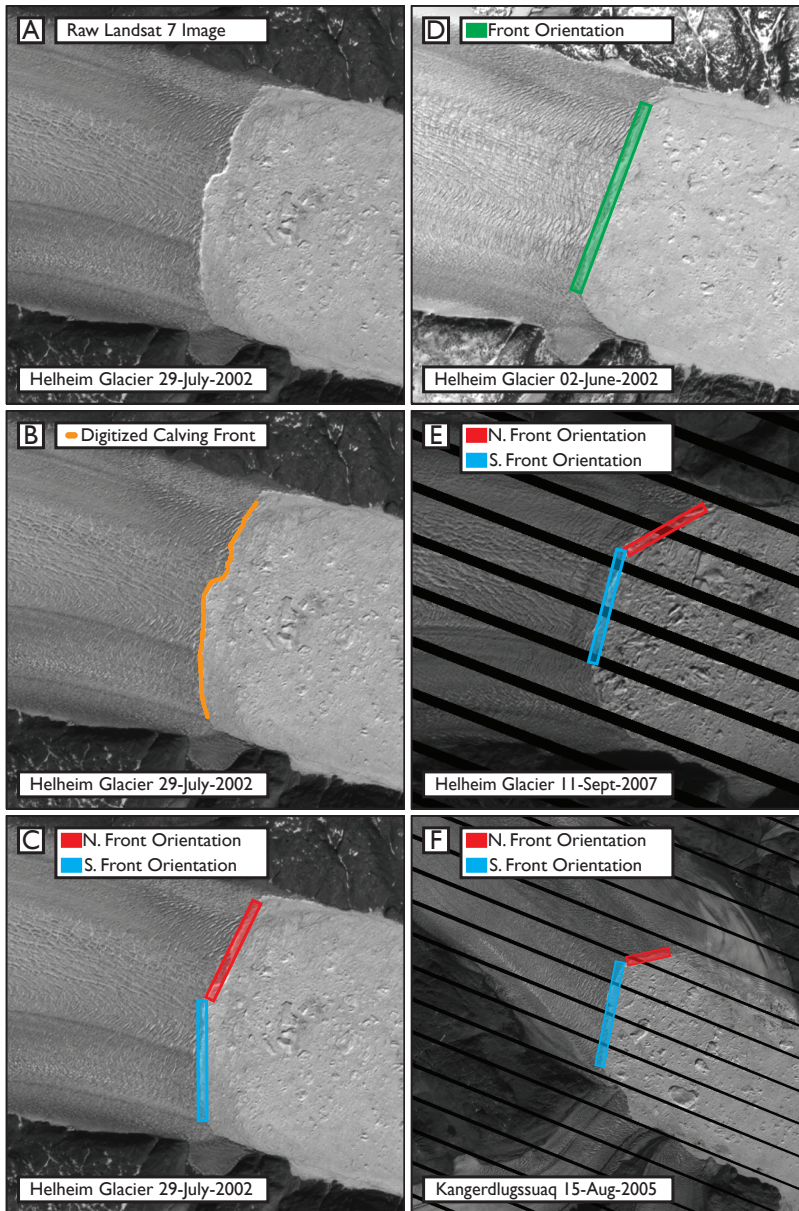 A
Raw Landsat 7 Image
Helheim Glacier 29-July-2002
B
Digitized Calving Front
Helheim Glacier 29-July-2002
C
N. Front Orientation
S. Front Orientation
Helheim Glacier 29-July-2002
D
Front Orientation
Helheim Glacier 02-June-2002
E
N. Front Orientation
S. Front Orientation
Helheim Glacier 11-Sept-2007
F
N. Front Orientation
S. Front Orientation
Kangerdlugssuaq 15-Aug-2005